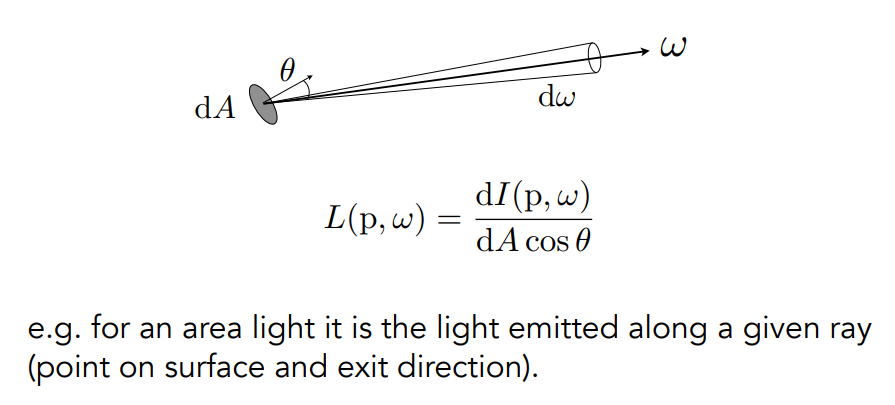 ω
θ
dA
dω
L(p, ω) = dI(p, ω) / dA cos θ
e.g. for an area light it is the light emitted along a given ray
(point on surface and exit direction).